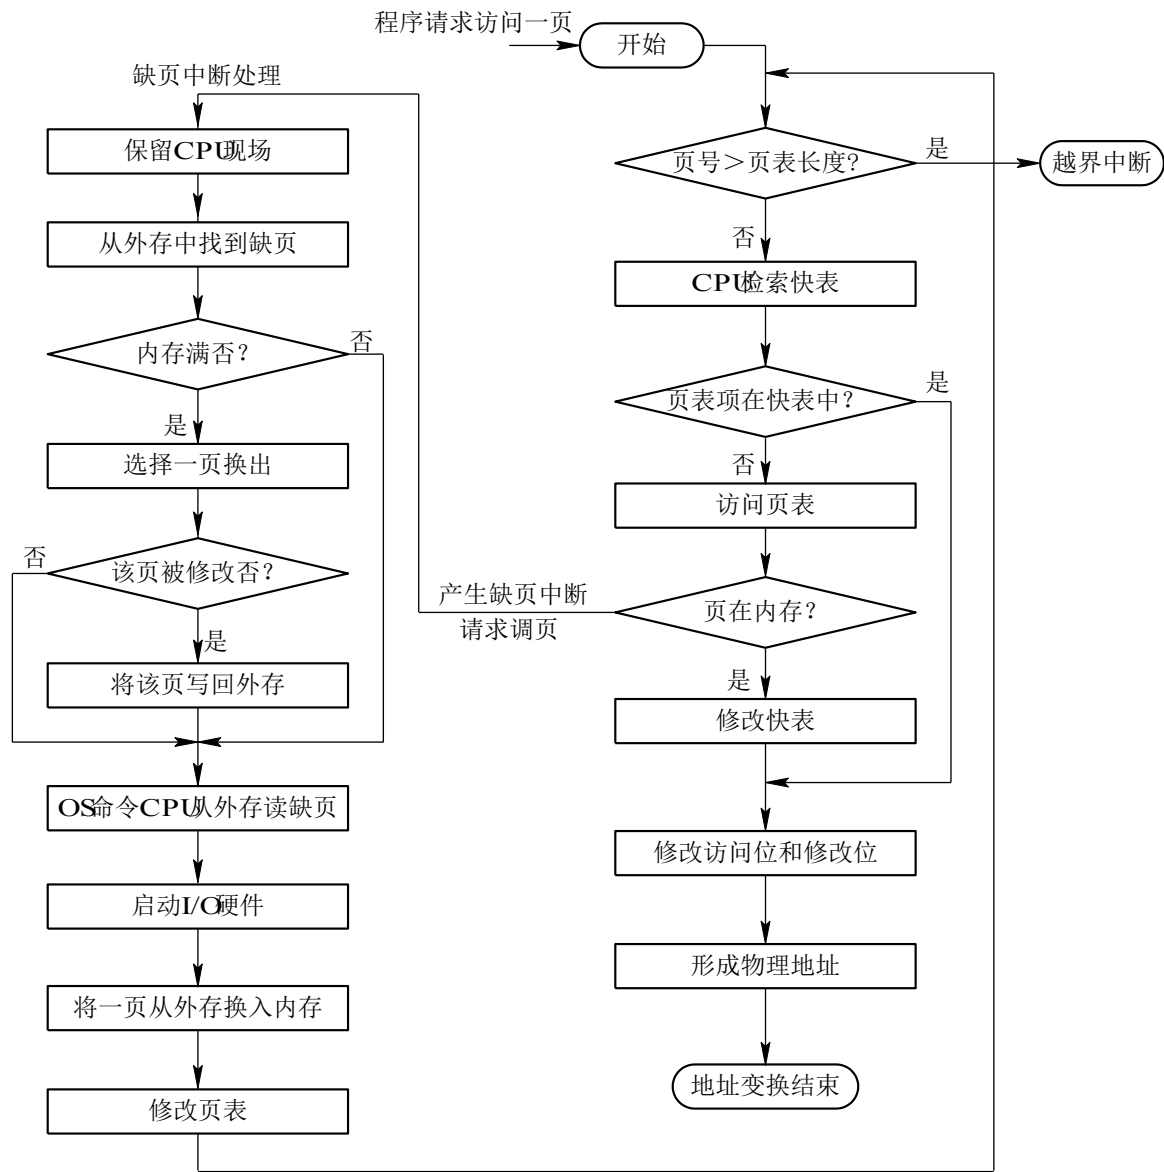 程序请求访问一页
开始
缺页中断处理
保留CPU现场
页号＞页表长度?
是
越界中断
从外存中找到缺页
否
CPU检索快表
内存满否?
否
页表项在快表中?
是
是
选择一页换出
否
访问页表
否
该页被修改否?
产生缺页中断
请求调页
页在内存?
是
将该页写回外存
是
修改快表
OS命令CPU从外存读缺页
修改访问位和修改位
启动I/O硬件
形成物理地址
将一页从外存换入内存
地址变换结束
修改页表